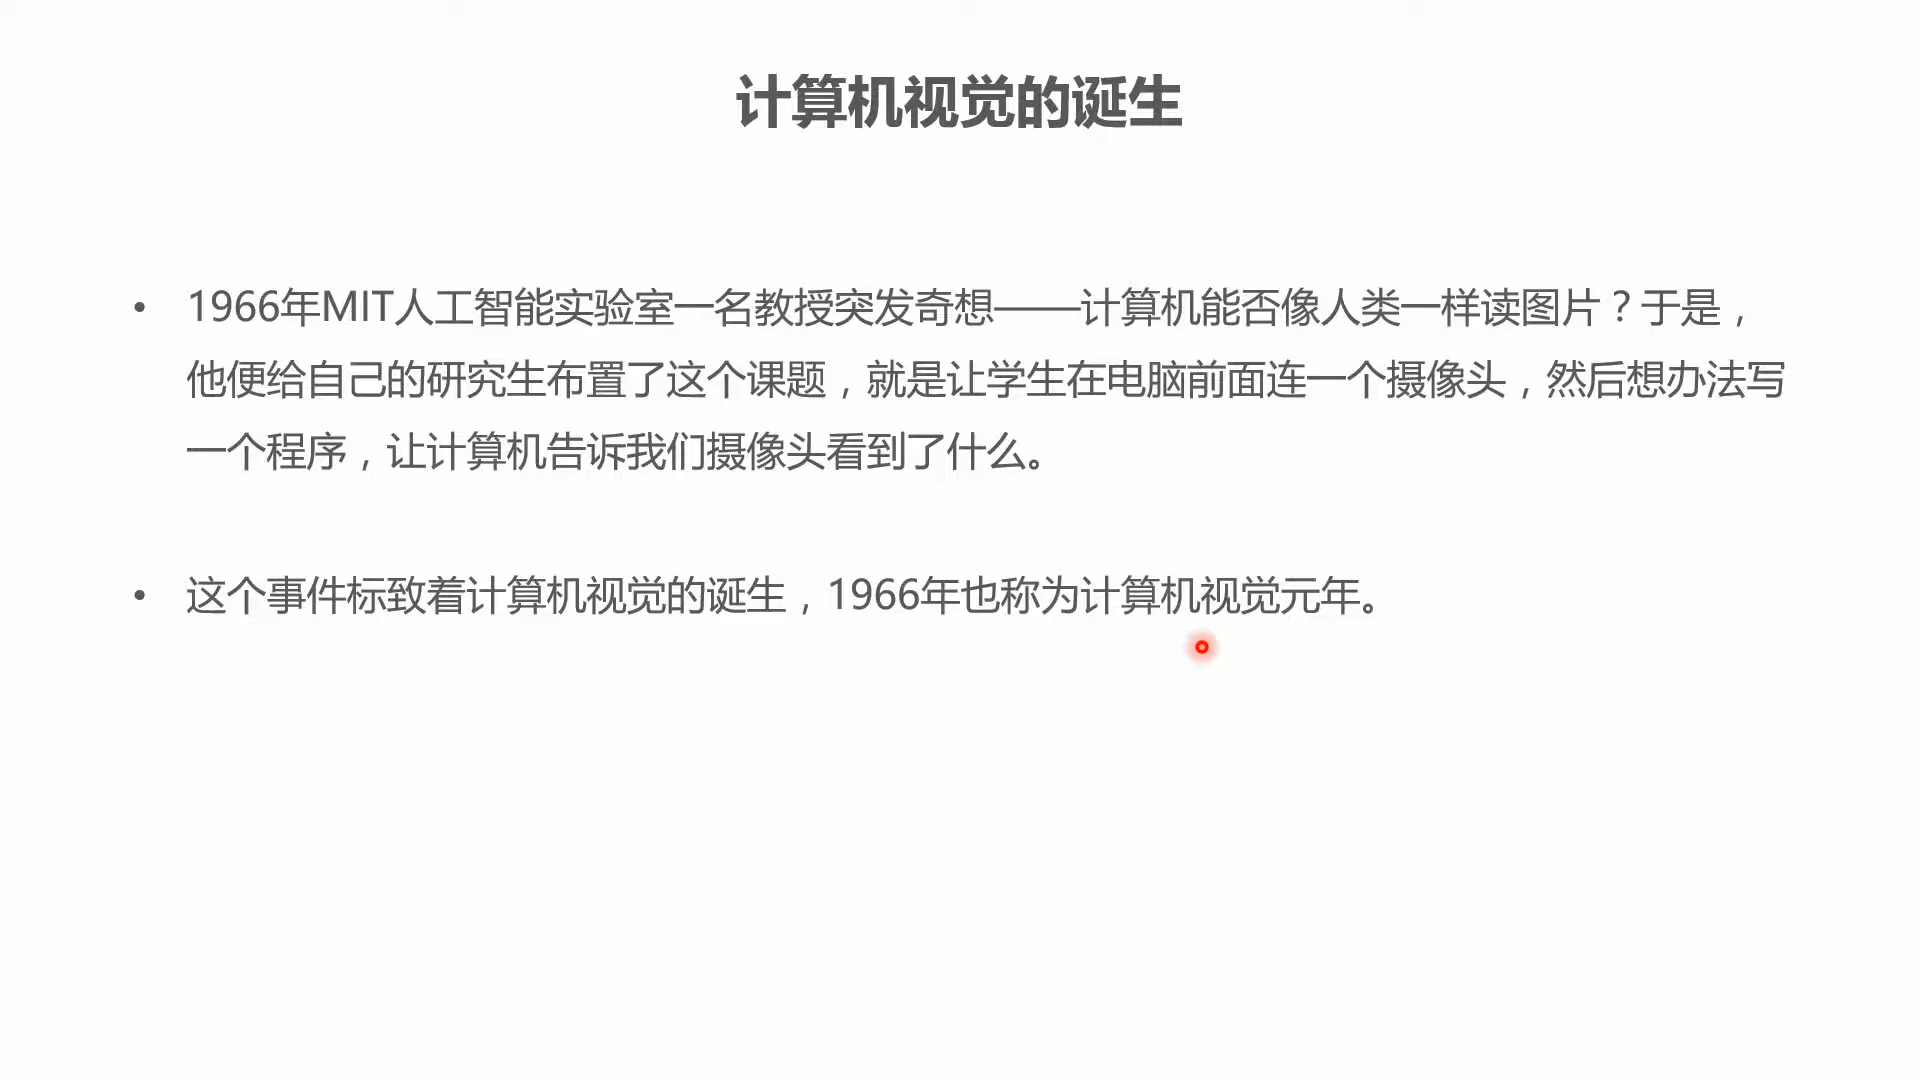 计算机视觉的诞生
• 1966年MIT人工智能实验室一名教授突发奇想——计算机能否像人类一样读图片？于是，
他便给自己的研究生布置了这个课题，就是让学生在电脑前面连一个摄像头，然后想办法写
一个程序，让计算机告诉我们摄像头看到了什么。
• 这个事件标致着计算机视觉的诞生，1966年也称为计算机视觉元年。